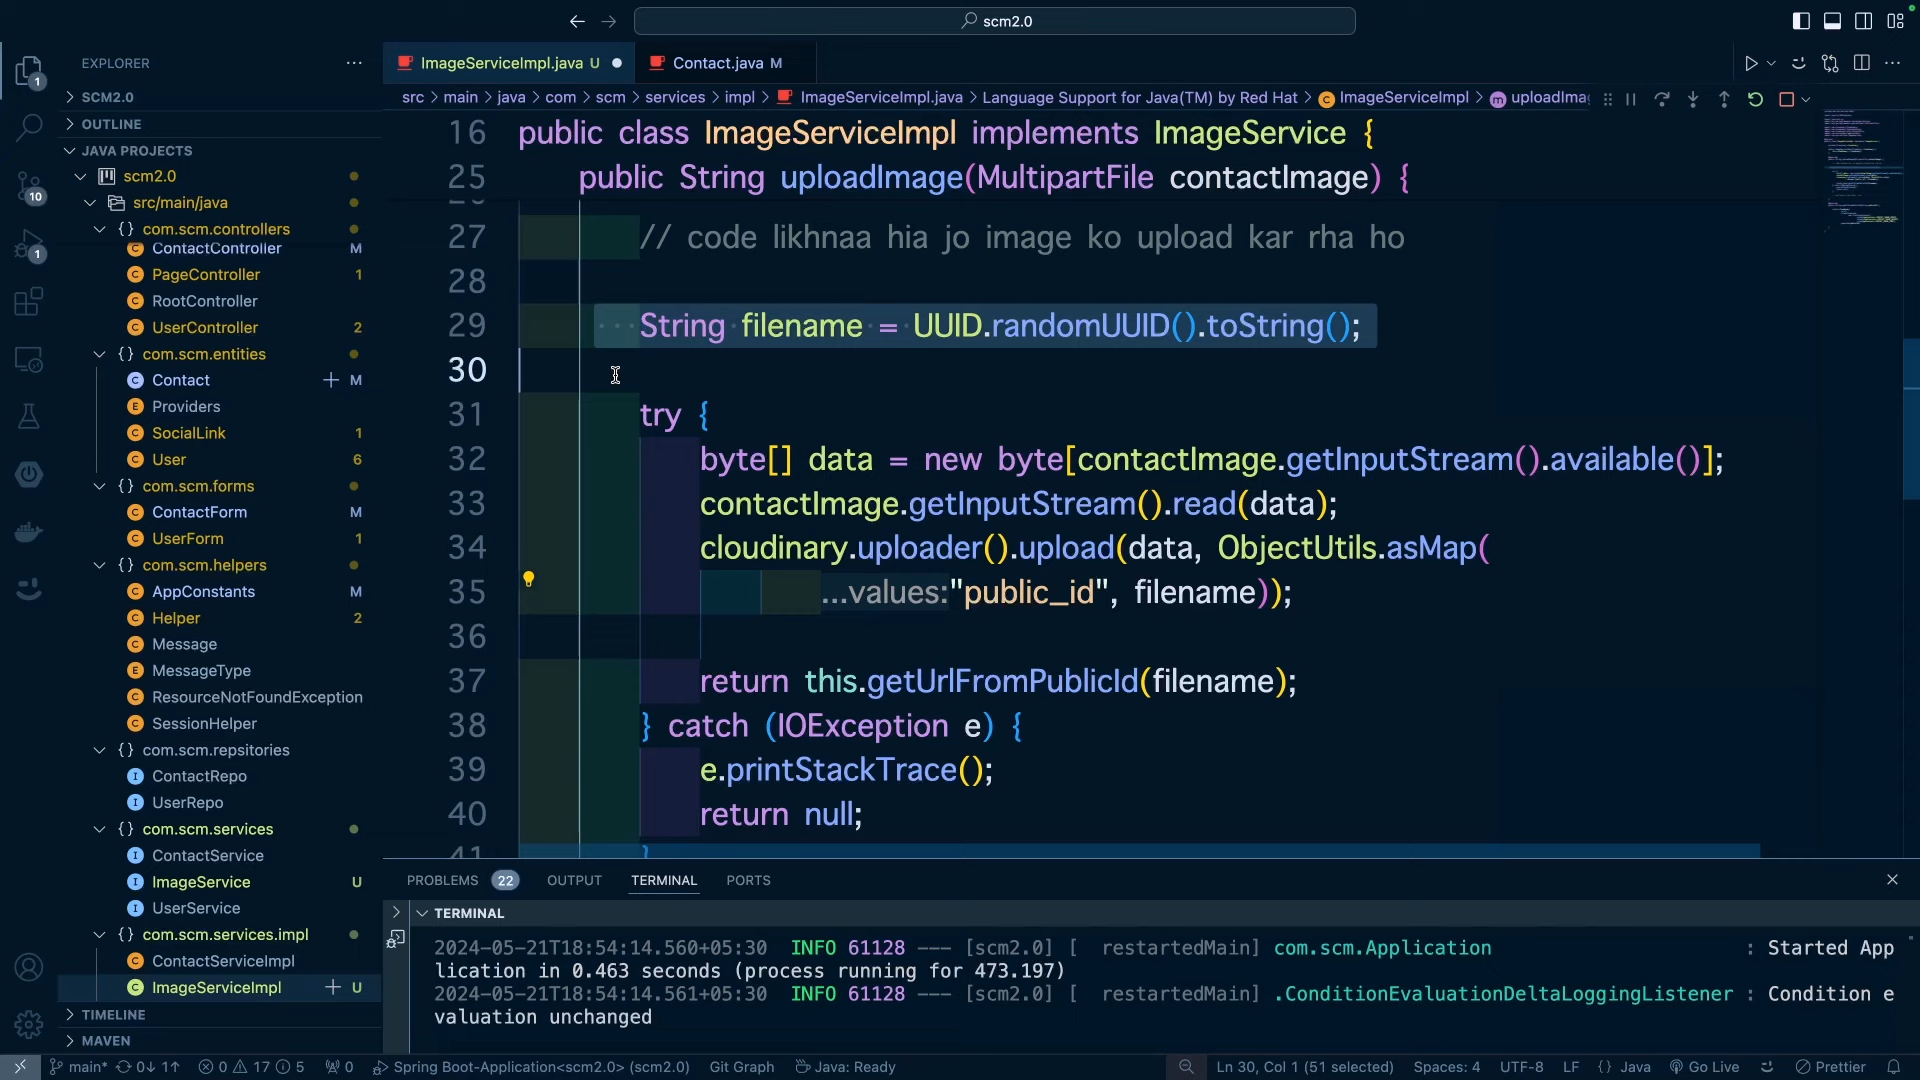 scm2.0
EXPLORER
ImageServiceImpl.java U
Contact.java M
1
SCM2.0
src > main > java > com > scm > services > impl > ImageServiceImpl.java > Language Support for Java(TM) by Red Hat > ImageServiceImpl > uploadIma
OUTLINE
JAVA PROJECTS
scm2.0
src/main/java
10
com.scm.controllers
ContactController M
1
PageController 1
RootController
UserController 2
com.scm.entities
Contact M
Providers
SocialLink 1
User 6
com.scm.forms
ContactForm M
UserForm 1
com.scm.helpers
AppConstants M
Helper 2
Message
MessageType
ResourceNotFoundException
SessionHelper
com.scm.repsitories
ContactRepo
UserRepo
com.scm.services
ContactService
ImageService U
UserService
com.scm.services.impl
ContactServiceImpl
ImageServiceImpl U
TIMELINE
MAVEN
16 public class ImageServiceImpl implements ImageService {
25 public String uploadImage(MultipartFile contactImage) {
27 // code likhnaa hia jo image ko upload kar rha ho
28
29 String filename = UUID.randomUUID().toString();
30
31 try {
32 byte[] data = new byte[contactImage.getInputStream().available()];
33 contactImage.getInputStream().read(data);
34 cloudinary.uploader().upload(data, ObjectUtils.asMap(
35 ...values:"public_id", filename));
36
37 return this.getUrlFromPublicId(filename);
38 } catch (IOException e) {
39 e.printStackTrace();
40 return null;
41 }
PROBLEMS 22 OUTPUT TERMINAL PORTS
TERMINAL
2024-05-21T18:54:14.560+05:30 INFO 61128 --- [scm2.0] [ restartedMain] com.scm.Application : Started App
lication in 0.463 seconds (process running for 473.197)
2024-05-21T18:54:14.561+05:30 INFO 61128 --- [scm2.0] [ restartedMain] .ConditionEvaluationDeltaLoggingListener : Condition e
valuation unchanged
main* 0↓ 1↑ 0 17 5 0 Spring Boot-Application<scm2.0> (scm2.0) Git Graph Java: Ready Ln 30, Col 1 (51 selected) Spaces: 4 UTF-8 LF {} Java Go Live Prettier